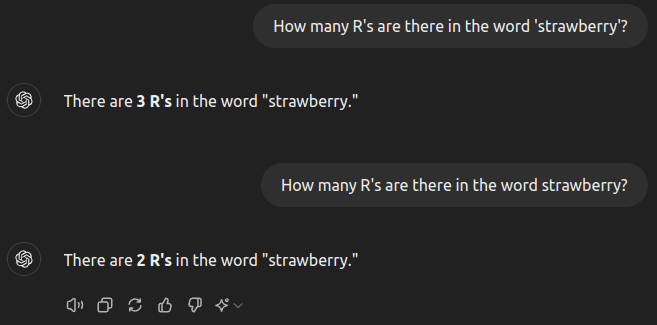 How many R's are there in the word 'strawberry'?
There are 3 R's in the word "strawberry."
How many R's are there in the word strawberry?
There are 2 R's in the word "strawberry."